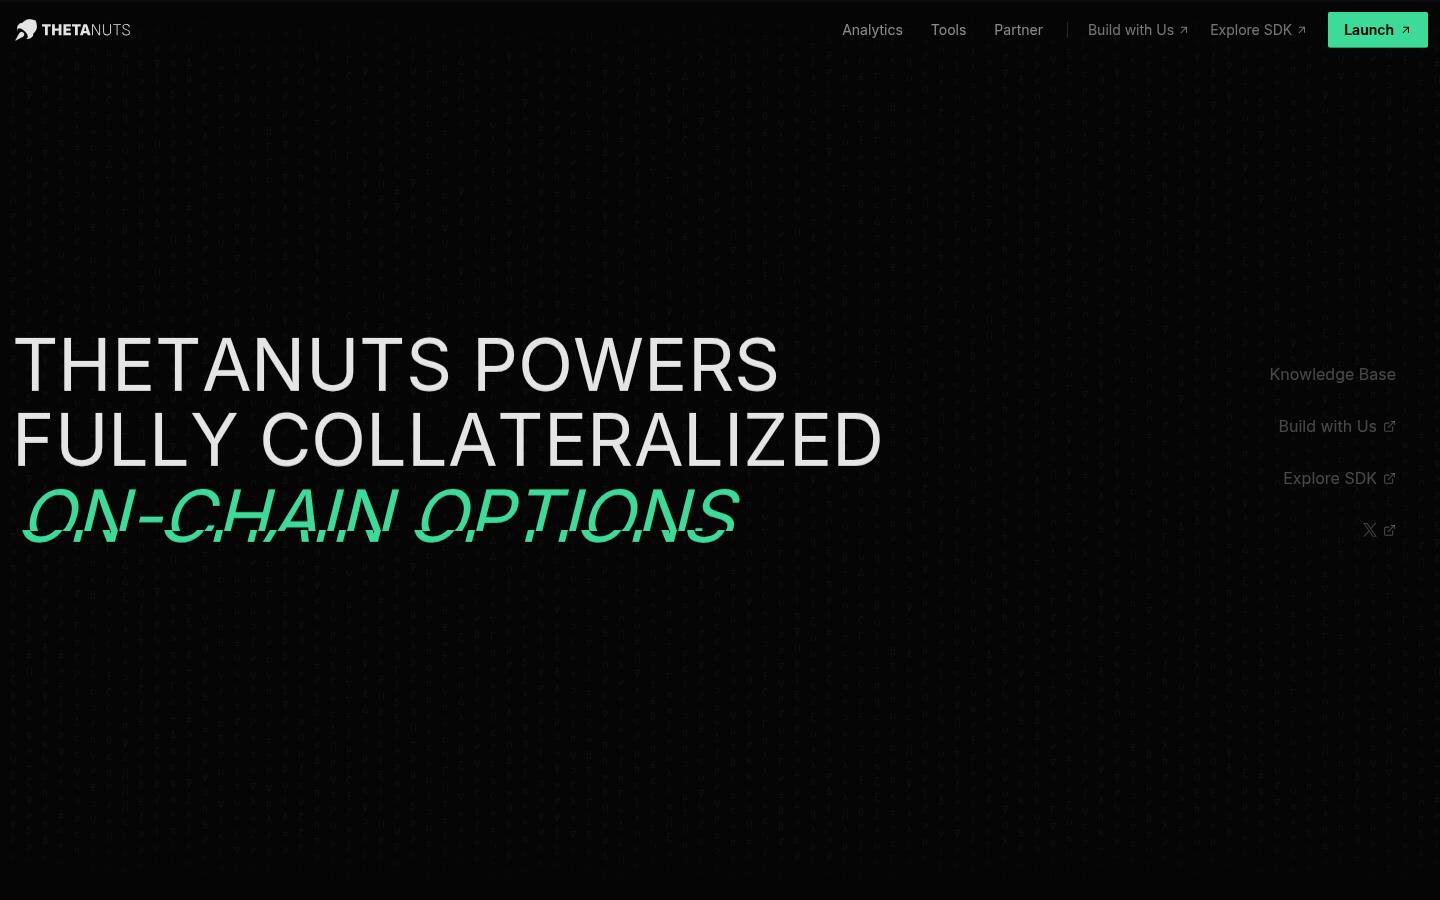 THETANUTS
Analytics
Tools
Partner
Build with Us
Explore SDK
Launch
THETANUTS POWERS
FULLY COLLATERALIZED
ON-CHAIN OPTIONS
Knowledge Base
Build with Us
Explore SDK
X